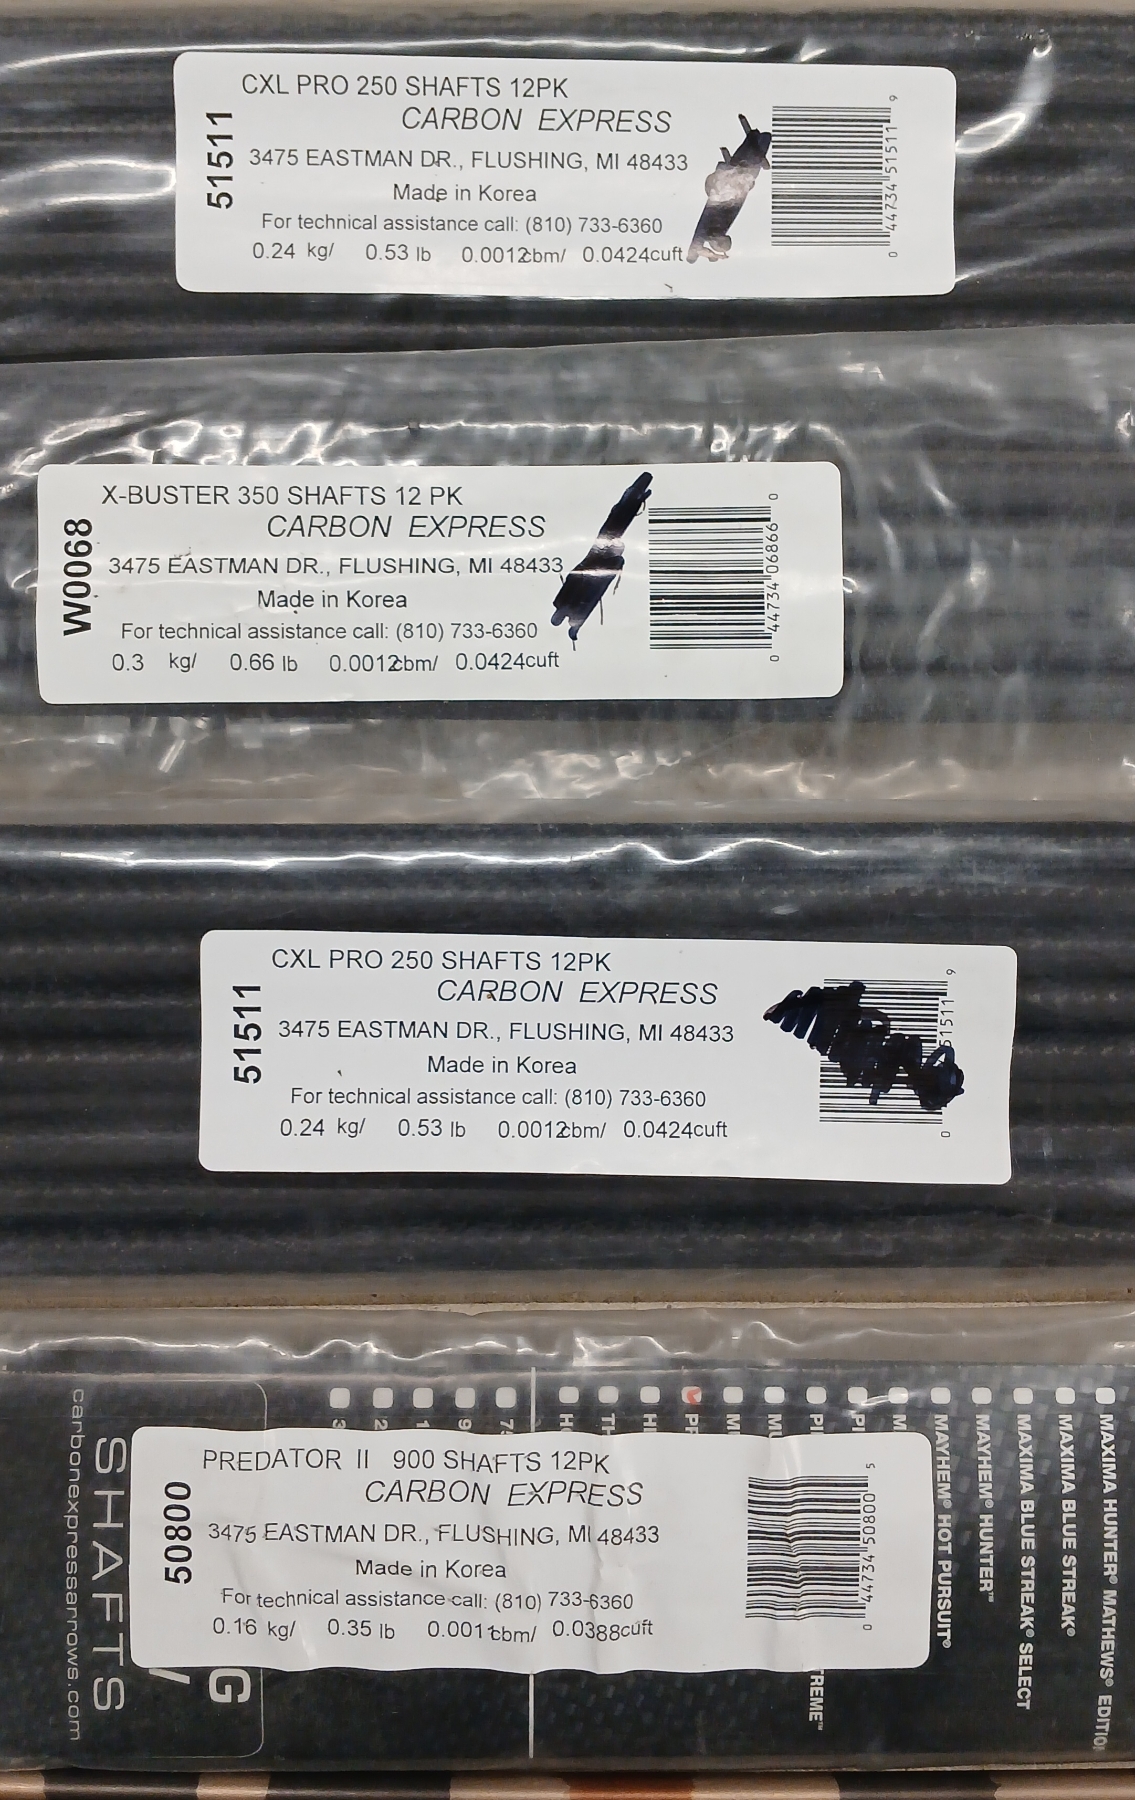 CXL PRO 250 SHAFTS 12PK
CARBON EXPRESS
51511
3475 EASTMAN DR., FLUSHING, MI 48433
Made in Korea
For technical assistance call: (810) 733-6360
0.24 kg/ 0.53 lb 0.0012cbm/ 0.0424cuft
0 44734 51511 9
X-BUSTER 350 SHAFTS 12 PK
CARBON EXPRESS
W0068
3475 EASTMAN DR., FLUSHING, MI 48433
Made in Korea
For technical assistance call: (810) 733-6360
0.3 kg/ 0.66 lb 0.0012cbm/ 0.0424cuft
0 44734 06866 0
CXL PRO 250 SHAFTS 12PK
CARBON EXPRESS
51511
3475 EASTMAN DR., FLUSHING, MI 48433
Made in Korea
For technical assistance call: (810) 733-6360
0.24 kg/ 0.53 lb 0.0012cbm/ 0.0424cuft
0 51511 9
PREDATOR II 900 SHAFTS 12PK
CARBON EXPRESS
50800
3475 EASTMAN DR., FLUSHING, MI 48433
Made in Korea
For technical assistance call: (810) 733-6360
0.16 kg/ 0.35 lb 0.0011cbm/ 0.0388cuft
0 44734 50800 5
MAXIMA HUNTER® MATHEWS® EDITIO
MAXIMA BLUE STREAK®
MAXIMA BLUE STREAK® SELECT
MAYHEM® HUNTER™
MAYHEM® HOT PURSUIT®
TREME™
SHAFTS
carbonexpressarrows.com